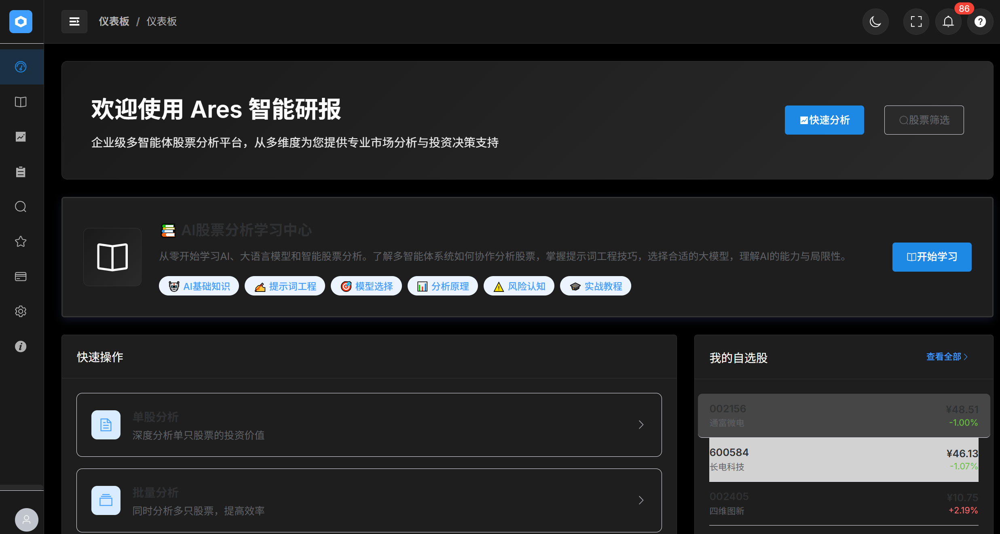 仪表板 / 仪表板
86
欢迎使用 Ares 智能研报
企业级多智能体股票分析平台，从多维度为您提供专业市场分析与投资决策支持
快速分析
股票筛选
AI股票分析学习中心
从零开始学习AI、大语言模型和智能股票分析。了解多智能体系统如何协作分析股票，掌握提示词工程技巧，选择合适的大模型，理解AI的能力与局限性。
开始学习
AI基础知识
提示词工程
模型选择
分析原理
风险认知
实战教程
快速操作
单股分析
深度分析单只股票的投资价值
批量分析
同时分析多只股票，提高效率
我的自选股
查看全部
002156 ¥48.51
通富微电 -1.00%
600584 ¥46.13
长电科技 -1.07%
002405 ¥10.75
四维图新 +2.19%